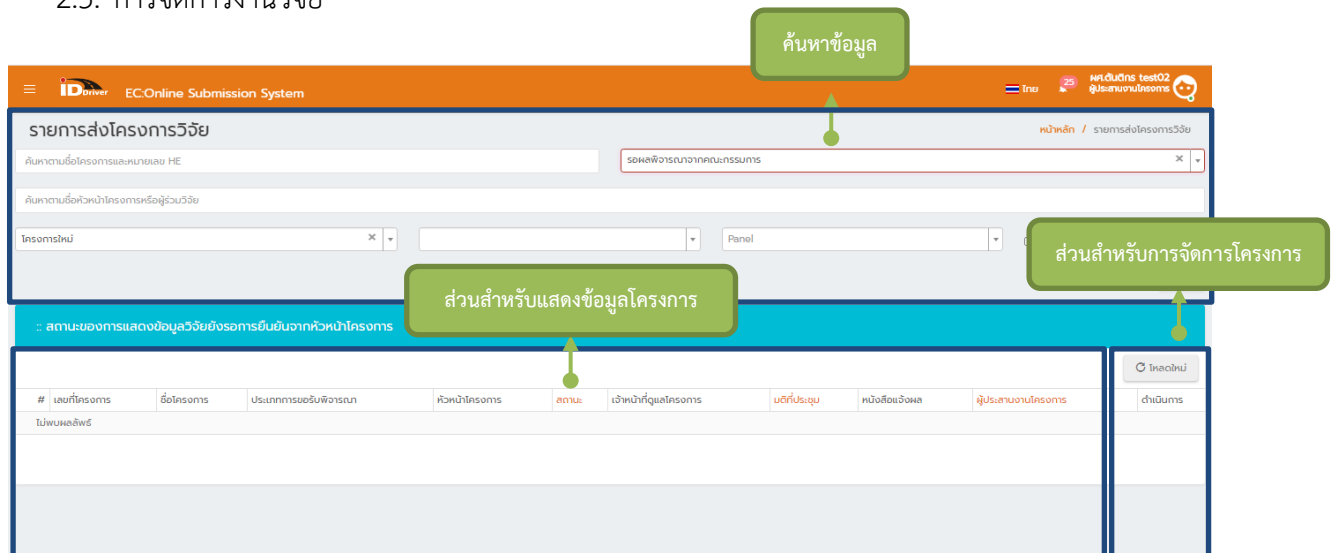 2.5. การจัดการงานวิจัย
ค้นหาข้อมูล
iDDriver EC:Online Submission System
ไทย 25 ผศ.ดันติกร test02
ผู้ประสานงานโครงการ
รายการส่งโครงการวิจัย
หน้าหลัก / รายการส่งโครงการวิจัย
ค้นหาตามชื่อโครงการและหมายเลข HE
รอผลพิจารณาจากคณะกรรมการ ×
ค้นหาตามชื่อหัวหน้าโครงการหรือผู้ร่วมวิจัย
โครงการใหม่ × Panel
ส่วนสำหรับการจัดการโครงการ
ส่วนสำหรับแสดงข้อมูลโครงการ
:: สถานะของการแสดงข้อมูลวิจัยยังรอการยืนยันจากหัวหน้าโครงการ
โหลดใหม่
# เลขที่โครงการ ชื่อโครงการ ประเภทการขอรับพิจารณา หัวหน้าโครงการ สถานะ เจ้าหน้าที่ดูแลโครงการ มติที่ประชุม หนังสือแจ้งผล ผู้ประสานงานโครงการ ดำเนินการ
ไม่พบผลลัพธ์